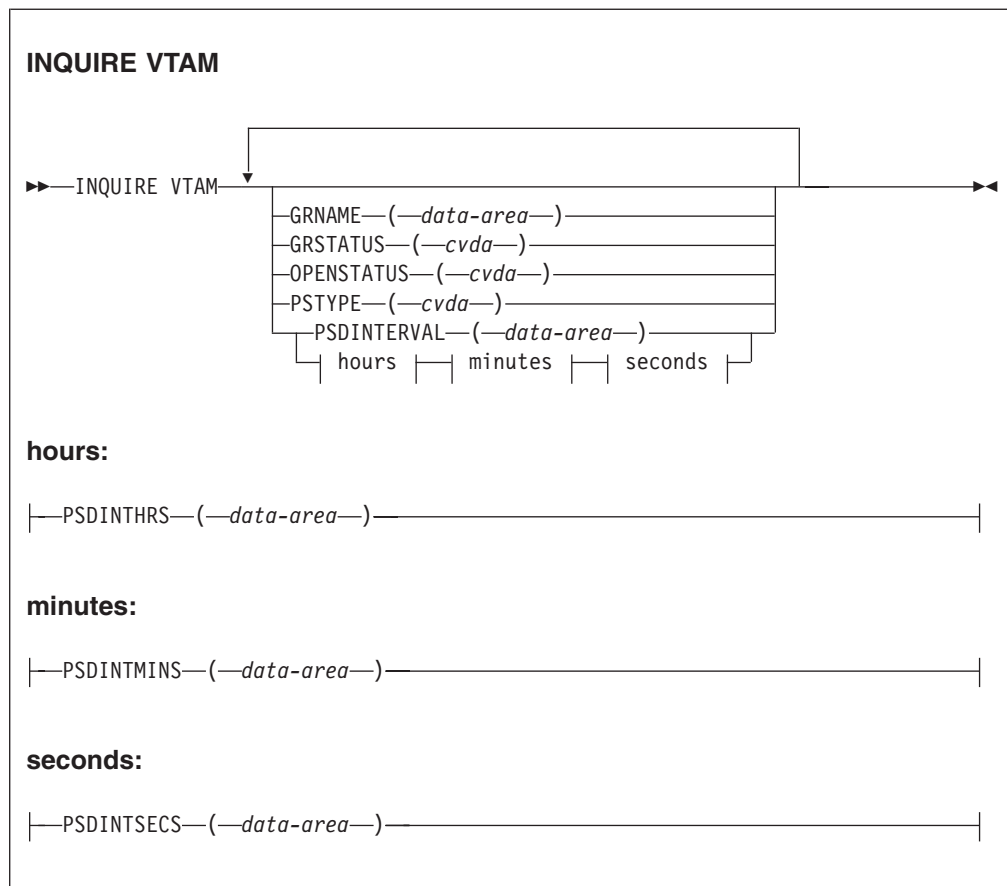 INQUIRE VTAM
INQUIRE VTAM
GRNAME ( data-area )
GRSTATUS ( cvda )
OPENSTATUS ( cvda )
PSTYPE ( cvda )
PSDINTERVAL ( data-area )
hours minutes seconds
hours:
PSDINTHRS ( data-area )
minutes:
PSDINTMINS ( data-area )
seconds:
PSDINTSECS ( data-area )